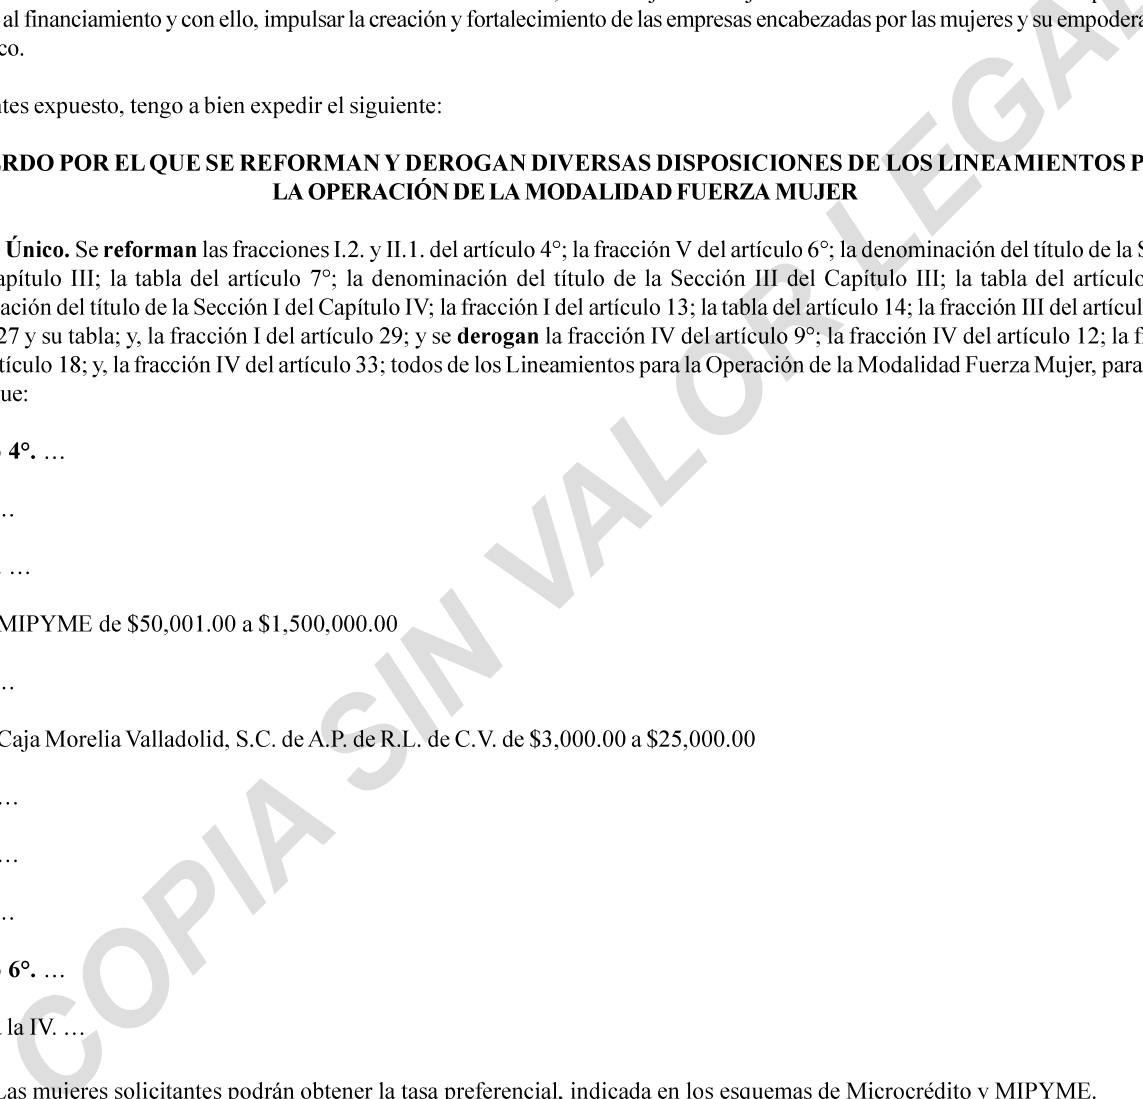 al financiamiento y con ello, impulsar la creación y fortalecimiento de las empresas encabezadas por las mujeres y su empoderá
co.
ntes expuesto, tengo a bien expedir el siguiente:
ERDO POR EL QUE SE REFORMAN Y DEROGAN DIVERSAS DISPOSICIONES DE LOS LINEAMIENTOS P
LA OPERACIÓN DE LA MODALIDAD FUERZA MUJER
Único. Se reforman las fracciones I.2. y II.1. del artículo 4°; la fracción V del artículo 6°; la denominación del título de la S
apítulo III; la tabla del artículo 7°; la denominación del título de la Sección III del Capítulo III; la tabla del artículo
ación del título de la Sección I del Capítulo IV; la fracción I del artículo 13; la tabla del artículo 14; la fracción III del artícul
27 y su tabla; y, la fracción I del artículo 29; y se derogan la fracción IV del artículo 9°; la fracción IV del artículo 12; la f
tículo 18; y, la fracción IV del artículo 33; todos de los Lineamientos para la Operación de la Modalidad Fuerza Mujer, para
ue:
4°. …
…
…
MIPYME de $50,001.00 a $1,500,000.00
…
Caja Morelia Valladolid, S.C. de A.P. de R.L. de C.V. de $3,000.00 a $25,000.00
…
…
…
6°. …
la IV. …
Las mujeres solicitantes podrán obtener la tasa preferencial, indicada en los esquemas de Microcrédito y MIPYME.
COPIA SIN VALOR LEGAL